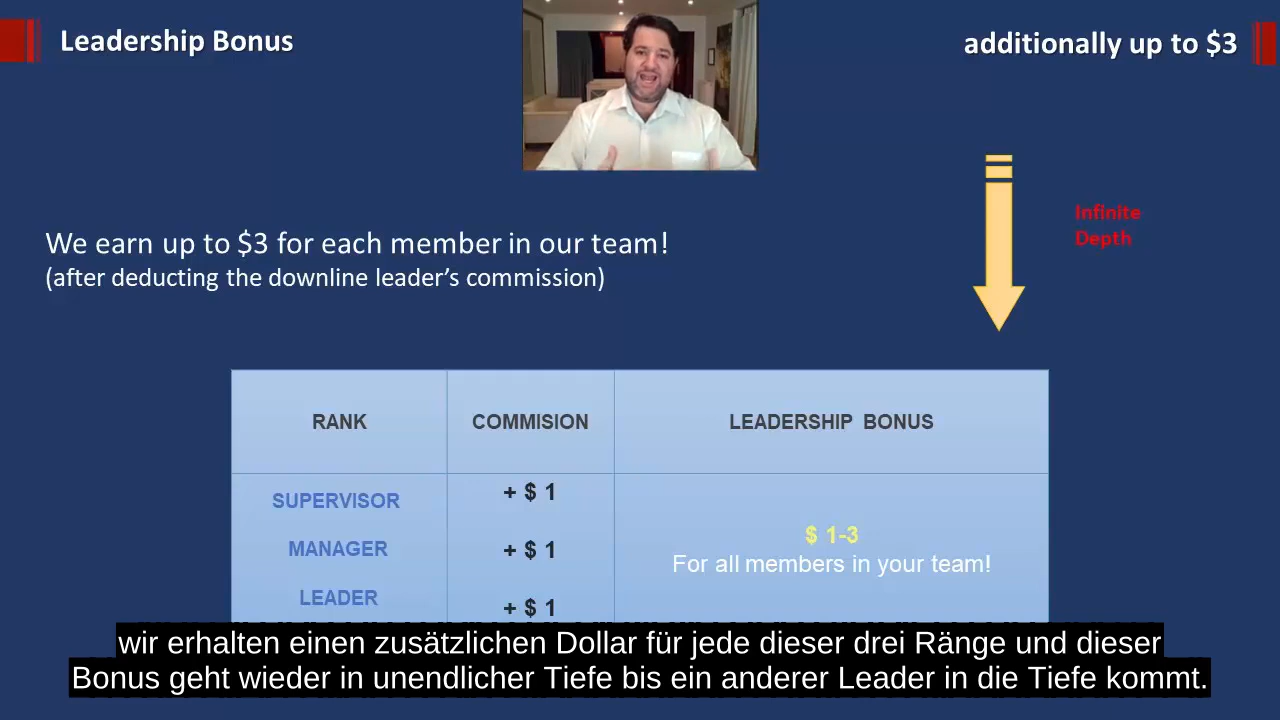 Leadership Bonus
additionally up to $3
Infinite
Depth
We earn up to $3 for each member in our team!
(after deducting the downline leader’s commission)
RANK COMMISION LEADERSHIP BONUS
SUPERVISOR + $ 1
MANAGER + $ 1
LEADER + $ 1
$ 1-3
For all members in your team!
wir erhalten einen zusätzlichen Dollar für jede dieser drei Ränge und dieser
Bonus geht wieder in unendlicher Tiefe bis ein anderer Leader in die Tiefe kommt.